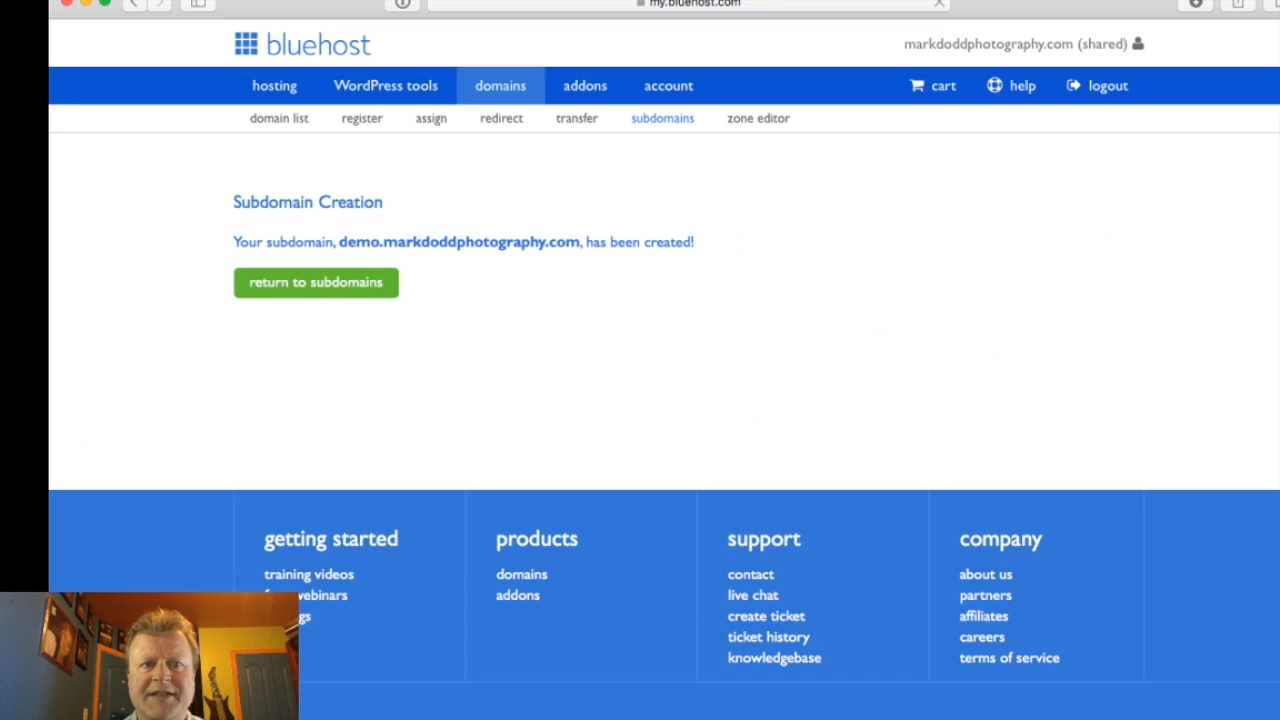 my.bluehost.com
bluehost
markdoddphotography.com (shared)
hosting WordPress tools domains addons account cart help logout
domain list register assign redirect transfer subdomains zone editor
Subdomain Creation
Your subdomain, demo.markdoddphotography.com, has been created!
return to subdomains
getting started products support company
training videos domains contact about us
webinars addons live chat partners
create ticket affiliates
ticket history careers
knowledgebase terms of service